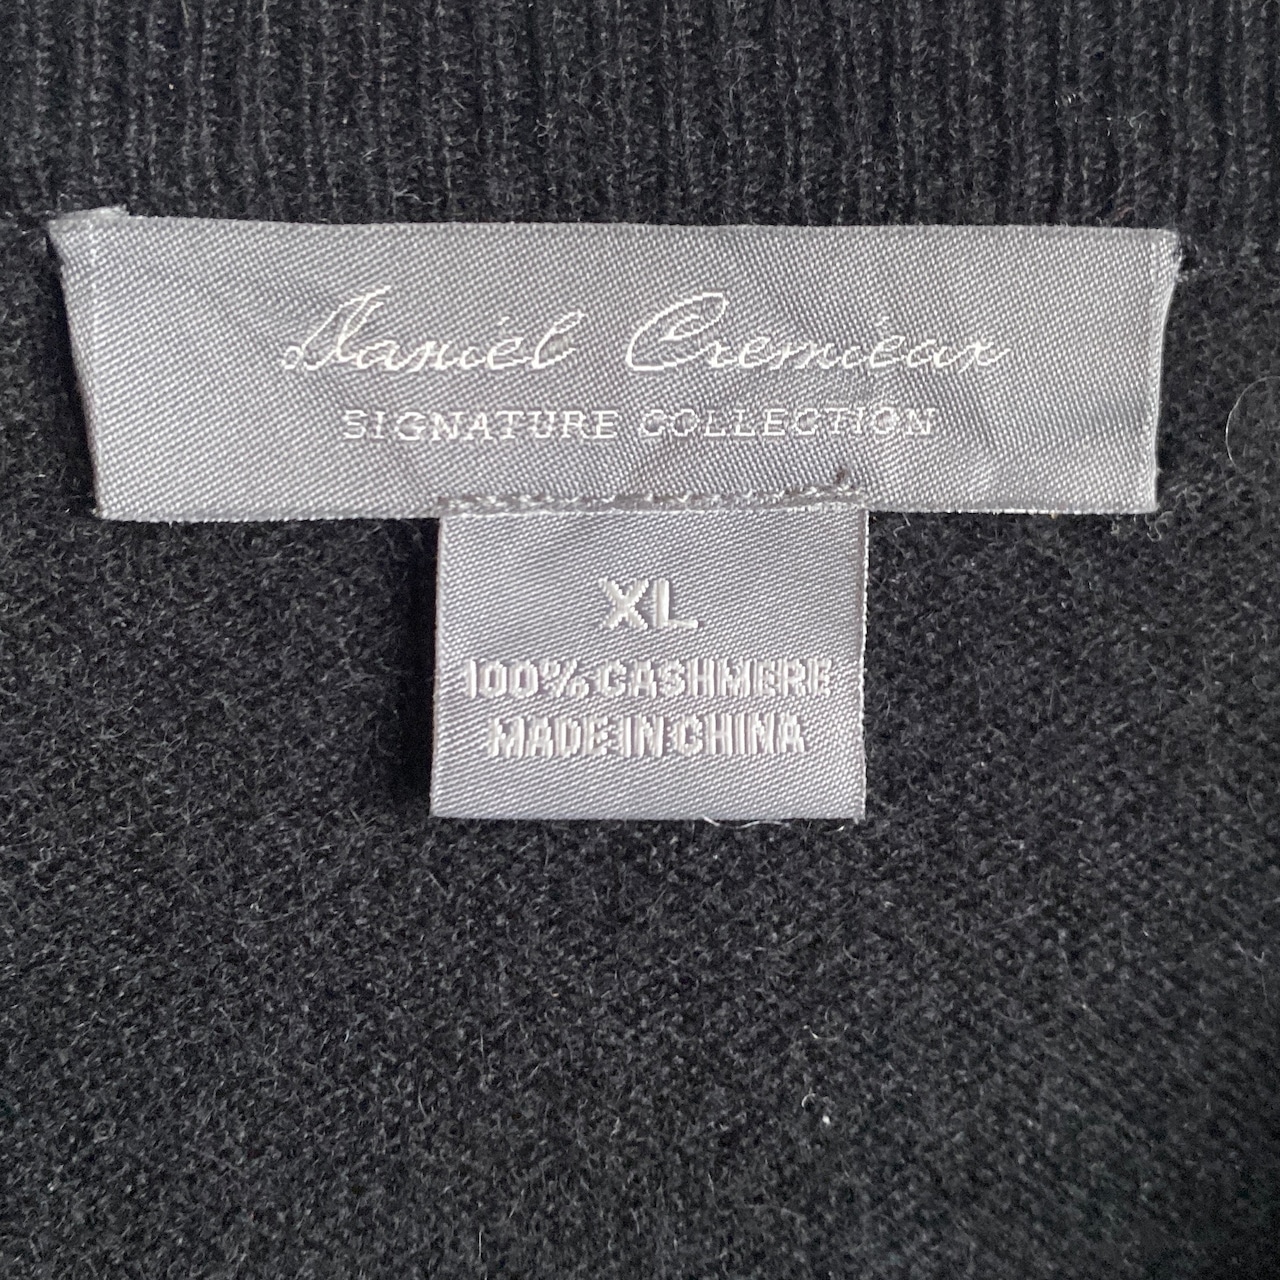 Daniel Cremieux
SIGNATURE COLLECTION
XL
100% CASHMERE
MADE IN CHINA